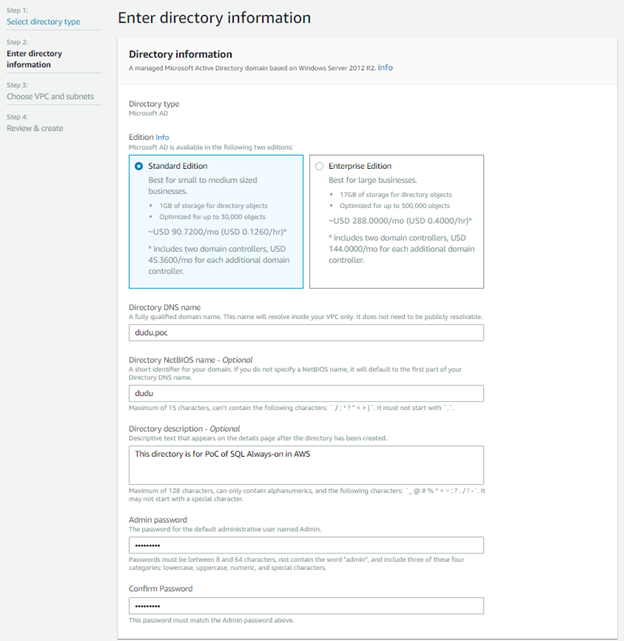 Step 1:
Select directory type
Step 2:
Enter directory
information
Step 3:
Choose VPC and subnets
Step 4:
Review & create
Enter directory information
Directory information
A managed Microsoft Active Directory domain based on Windows Server 2012 R2. Info
Directory type
Microsoft AD
Edition Info
Microsoft AD is available in the following two editions:
Standard Edition
Best for small to medium sized
businesses.
• 1GB of storage for directory objects
• Optimized for up to 30,000 objects
~USD 90.7200/mo (USD 0.1260/hr)*
* includes two domain controllers, USD
45.3600/mo for each additional domain
controller.
Enterprise Edition
Best for large businesses.
• 17GB of storage for directory objects
• Optimized for up to 500,000 objects
~USD 288.0000/mo (USD 0.4000/hr)*
* includes two domain controllers, USD
144.0000/mo for each additional domain
controller.
Directory DNS name
A fully qualified domain name. This name will resolve inside your VPC only. It does not need to be publicly resolvable.
dudu.poc
Directory NetBIOS name - Optional
A short identifier for your domain. If you do not specify a NetBIOS name, it will default to the first part of your
Directory DNS name.
dudu
Maximum of 15 characters, can't contain the following characters: ` / : * ? " < > |`. It must not start with `.`.
Directory description - Optional
Descriptive text that appears on the details page after the directory has been created.
This directory is for PoC of SQL Always-on in AWS
Maximum of 128 characters, can only contain alphanumerics, and the following characters: `_ @ # % * + = : ? . / ! -`. It
may not start with a special character.
Admin password
The password for the default administrative user named Admin.
•••••••••
Passwords must be between 8 and 64 characters, not contain the word "admin", and include three of these four
categories: lowercase, uppercase, numeric, and special characters.
Confirm Password
•••••••••
This password must match the Admin password above.